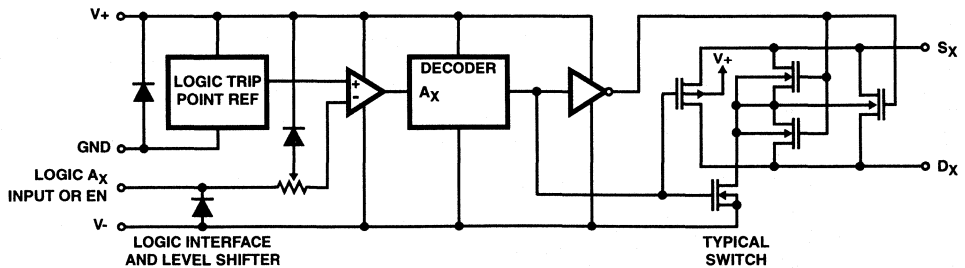 V+
LOGIC TRIP
POINT REF
GND
LOGIC AX
INPUT OR EN
V-
LOGIC INTERFACE
AND LEVEL SHIFTER
+
-
DECODER
AX
V+
SX
DX
TYPICAL
SWITCH